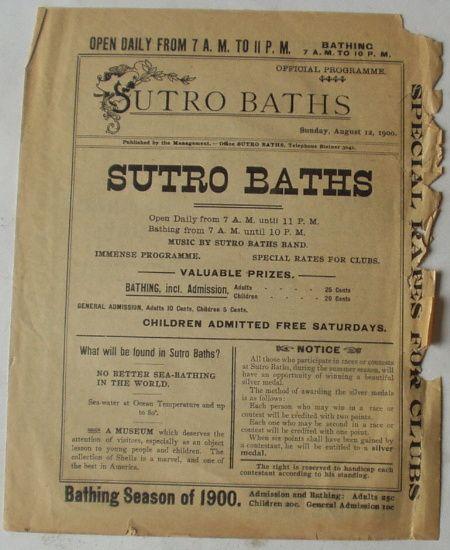 OPEN DAILY FROM 7 A. M. TO 11 P. M.
BATHING
7 A. M. TO 10 P. M.
OFFICIAL PROGRAMME.
SUTRO BATHS
Sunday, August 12, 1900.
Published by the Management. — Office SUTRO BATHS, Telephone Steiner 3041.
SUTRO BATHS
Open Daily from 7 A. M. until 11 P. M.
Bathing from 7 A. M. until 10 P. M.
MUSIC BY SUTRO BATHS BAND.
IMMENSE PROGRAMME. SPECIAL RATES FOR CLUBS.
VALUABLE PRIZES.
BATHING, incl. Admission, Adults - - - - 25 Cents
Children - - - - 20 Cents
GENERAL ADMISSION, Adults 10 Cents, Children 5 Cents.
CHILDREN ADMITTED FREE SATURDAYS.
What will be found in Sutro Baths?
NO BETTER SEA-BATHING
IN THE WORLD.
Sea-water at Ocean Temperature and up
to 80°.
A MUSEUM which deserves the
attention of visitors, especially as an object
lesson to young people and children. The
collection of Shells is a marvel, and one of
the best in America.
NOTICE
All those who participate in races or contests
at Sutro Baths, during the summer season, will
have an opportunity of winning a beautiful
silver medal.
The method of awarding the silver medals
is as follows:
Each person who may win in a race or
contest will be credited with two points.
Each one who may be second in a race or
contest will be credited with one point.
When six points shall have been gained by
a contestant, he will be entitled to a silver
medal.
The right is reserved to handicap each
contestant according to his standing.
Bathing Season of 1900.
Admission and Bathing: Adults 25c
Children 20c. General Admission 10c
SPECIAL RATES FOR CLUBS